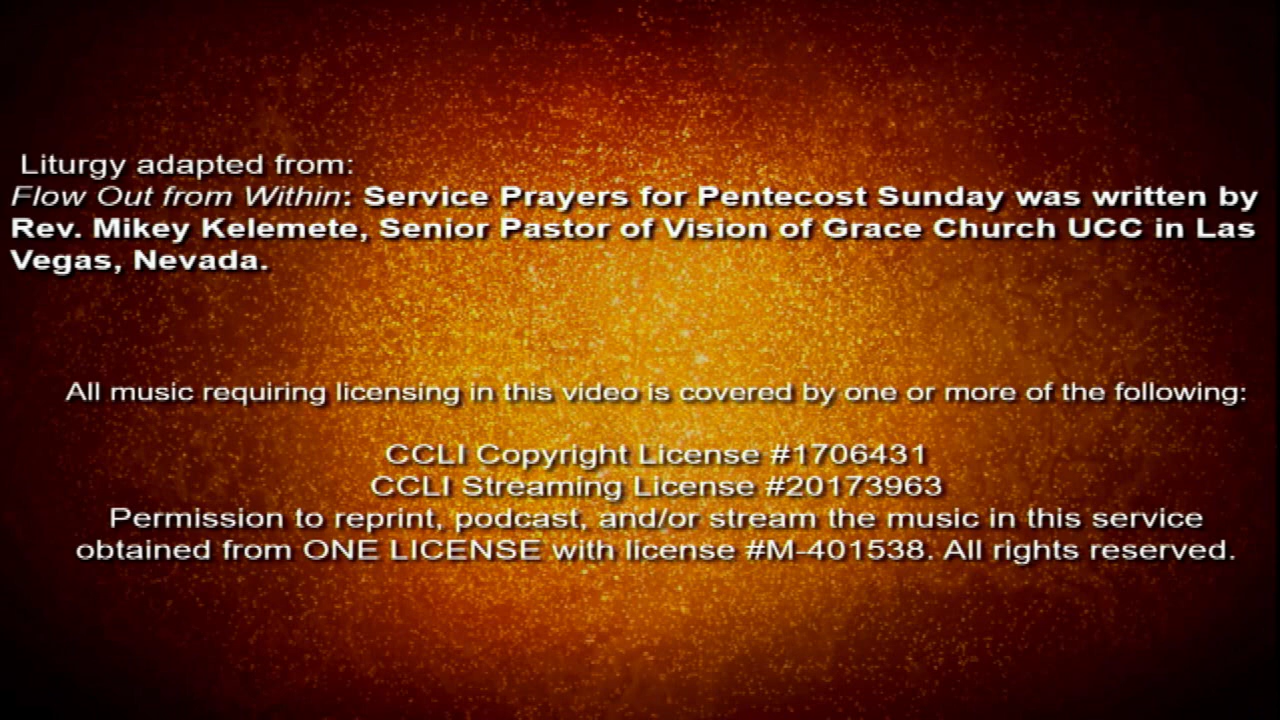 Liturgy adapted from:
Flow Out from Within: Service Prayers for Pentecost Sunday was written by
Rev. Mikey Kelemete, Senior Pastor of Vision of Grace Church UCC in Las
Vegas, Nevada.
All music requiring licensing in this video is covered by one or more of the following:
CCLI Copyright License #1706431
CCLI Streaming License #20173963
Permission to reprint, podcast, and/or stream the music in this service
obtained from ONE LICENSE with license #M-401538. All rights reserved.